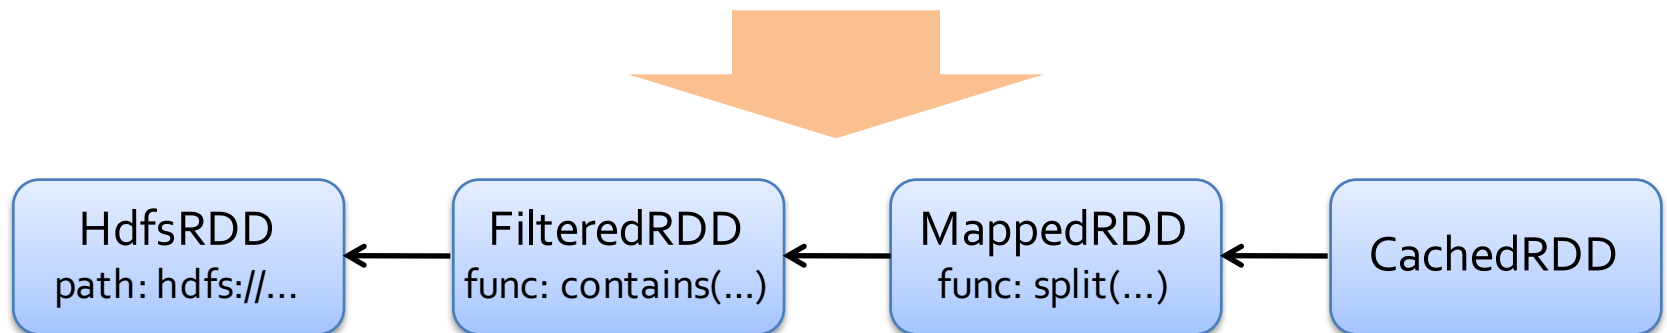 HdfsRDD
path: hdfs://...
FilteredRDD
func: contains(...)
MappedRDD
func: split(...)
CachedRDD